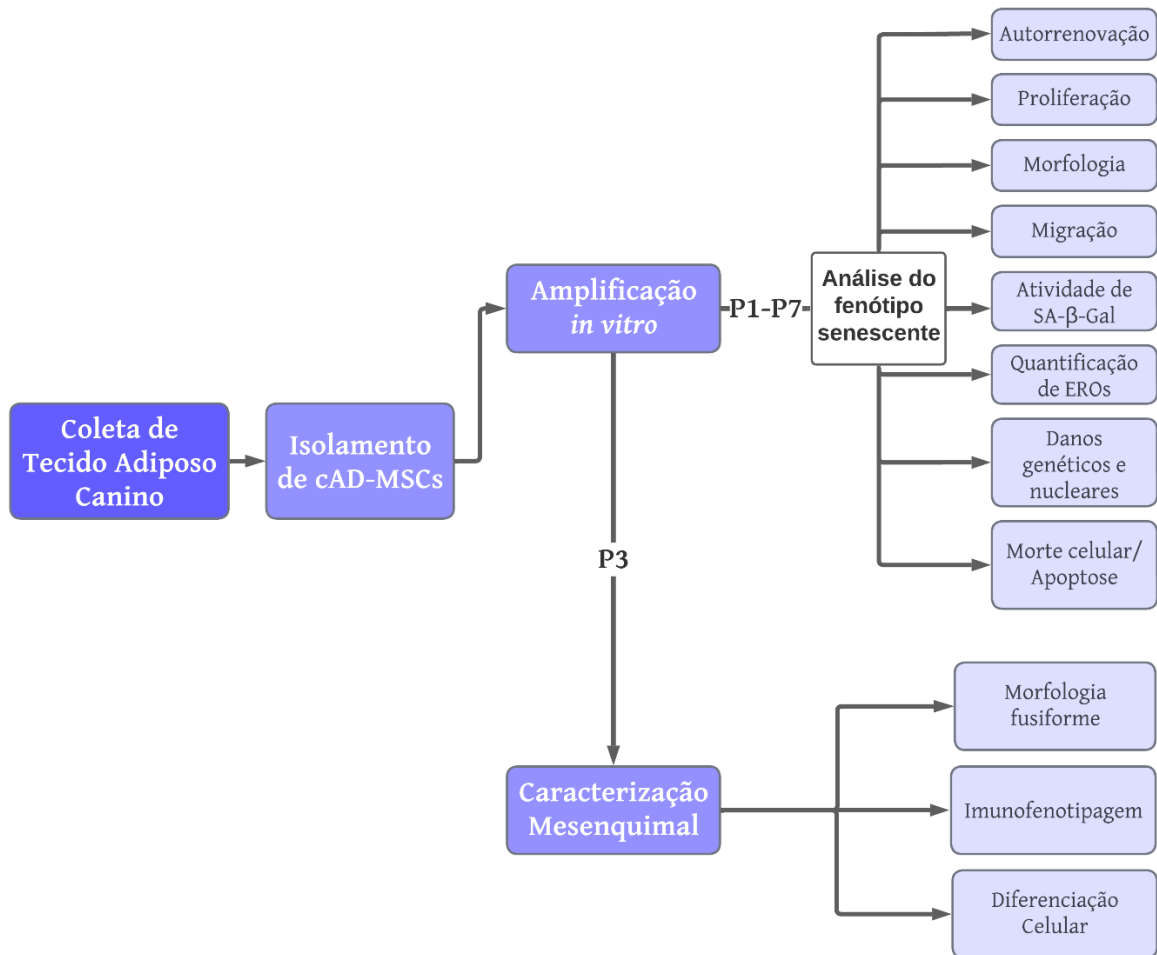 Coleta de
Tecido Adiposo
Canino
Isolamento
de cAD-MSCs
Amplificação
in vitro
P1-P7
Análise do
fenótipo
senescente
Autorrenovação
Proliferação
Morfologia
Migração
Atividade de
SA-β-Gal
Quantificação
de EROs
Danos
genéticos e
nucleares
Morte celular/
Apoptose
P3
Caracterização
Mesenquimal
Morfologia
fusiforme
Imunofenotipagem
Diferenciação
Celular